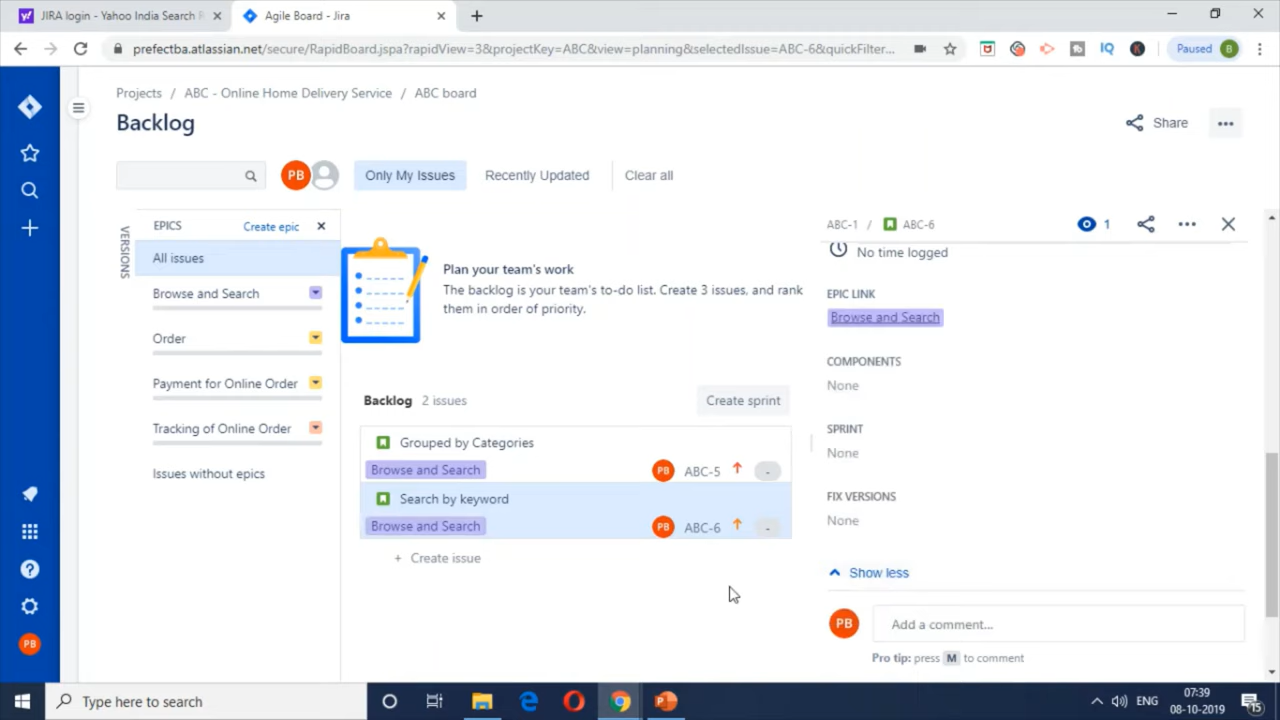 JIRA login - Yahoo India Search R
Agile Board - Jira
prefectba.atlassian.net/secure/RapidBoard.jspa?rapidView=3&projectKey=ABC&view=planning&selectedIssue=ABC-6&quickFilter...
IQ
K
Paused
B
Projects / ABC - Online Home Delivery Service / ABC board
Backlog
Share
PB
Only My Issues
Recently Updated
Clear all
VERSIONS
EPICS
Create epic
All issues
Browse and Search
Order
Payment for Online Order
Tracking of Online Order
Issues without epics
Plan your team's work
The backlog is your team's to-do list. Create 3 issues, and rank
them in order of priority.
Backlog 2 issues
Create sprint
Grouped by Categories
Browse and Search
PB ABC-5 -
Search by keyword
Browse and Search
PB ABC-6 -
+ Create issue
ABC-1 / ABC-6
1
No time logged
EPIC LINK
Browse and Search
COMPONENTS
None
SPRINT
None
FIX VERSIONS
None
Show less
PB
Add a comment...
Pro tip: press M to comment
PB
Type here to search
ENG
07:39
08-10-2019
15